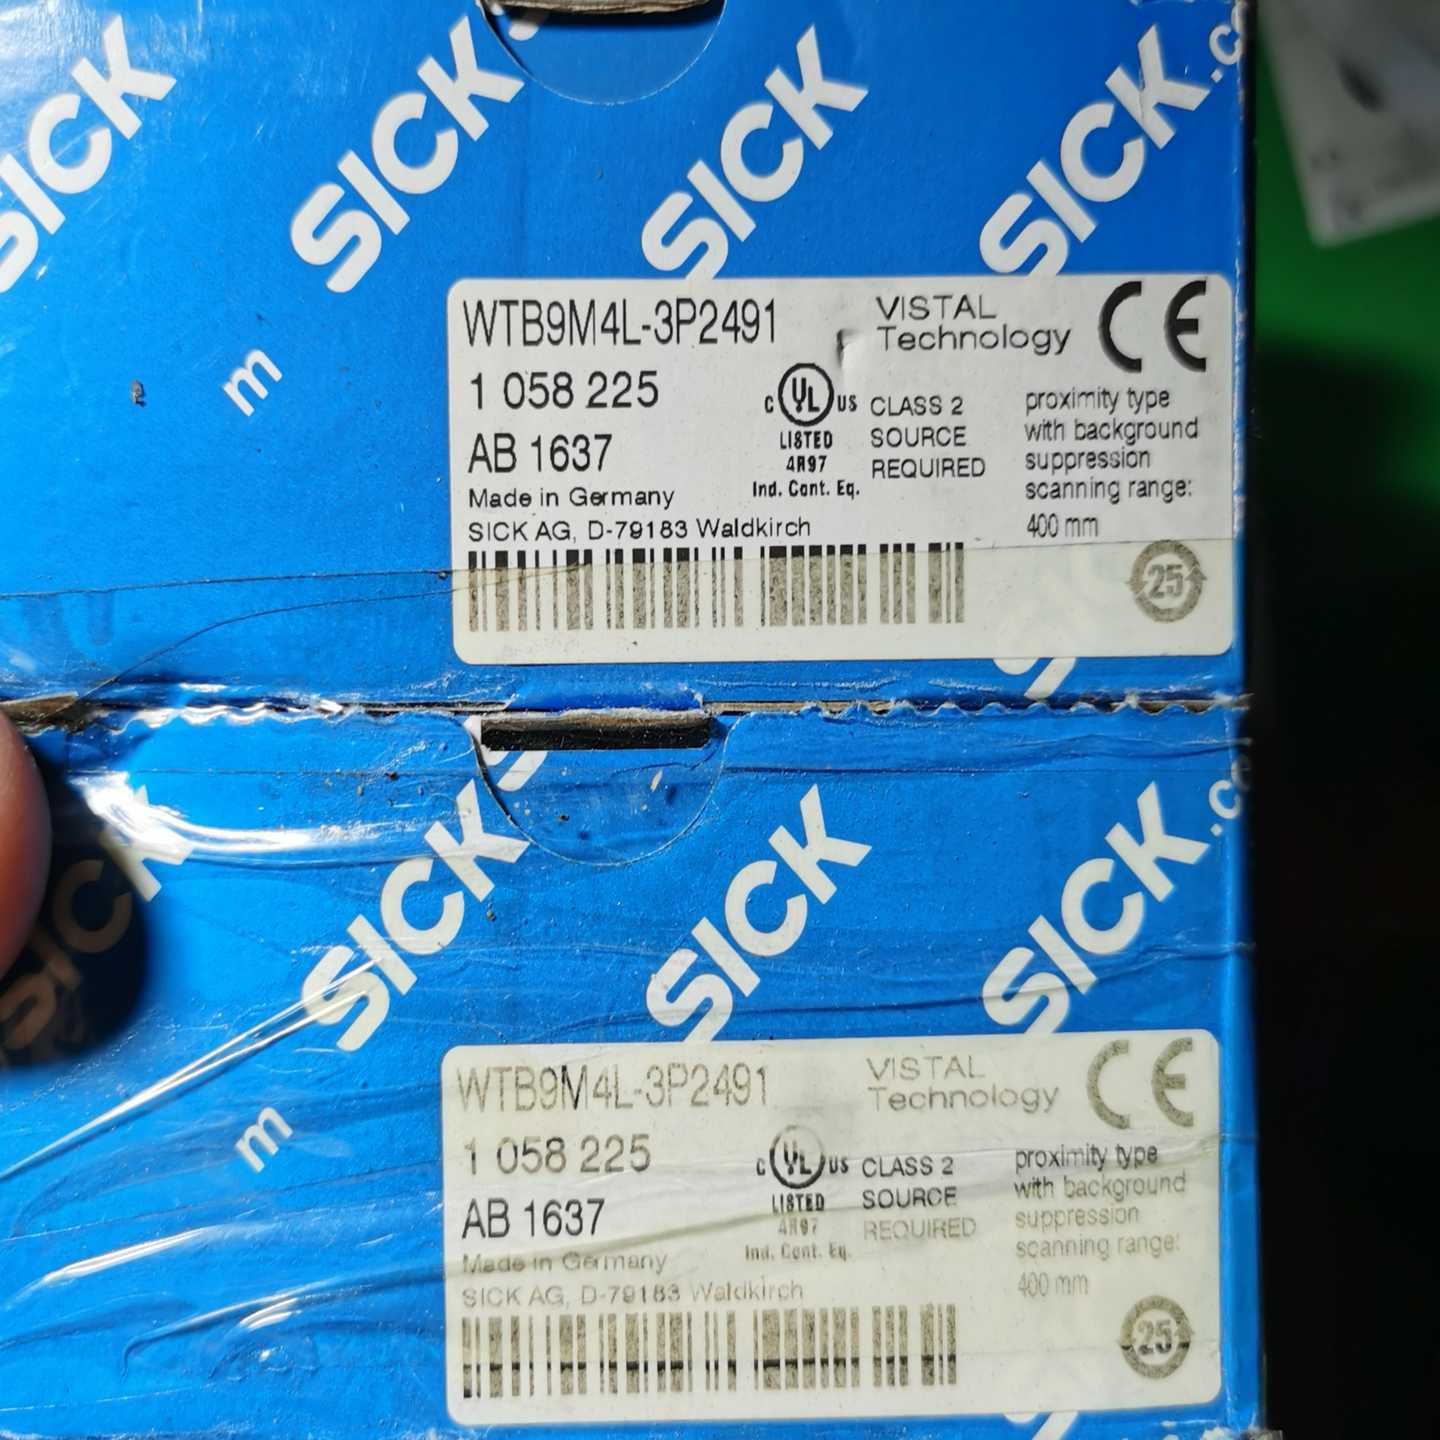 SICK
SICK
SICK
SICK
.c
m
WTB9M4L-3P2491
VISTAL
Technology
CE
1 058 225
AB 1637
Made in Germany
SICK AG, D-79183 Waldkirch
C UL US
LISTED
4R97
Ind. Cont. Eq.
CLASS 2
SOURCE
REQUIRED
proximity type
with background
suppression
scanning range:
400 mm
25
SICK
SICK
SICK
SICK
.ce
m
WTB9M4L-3P2491
VISTAL
Technology
CE
1 058 225
AB 1637
Made in Germany
SICK AG, D-79183 Waldkirch
C UL US
LISTED
4R97
Ind. Cont. Eq.
CLASS 2
SOURCE
REQUIRED
proximity type
with background
suppression
scanning range:
400 mm
25